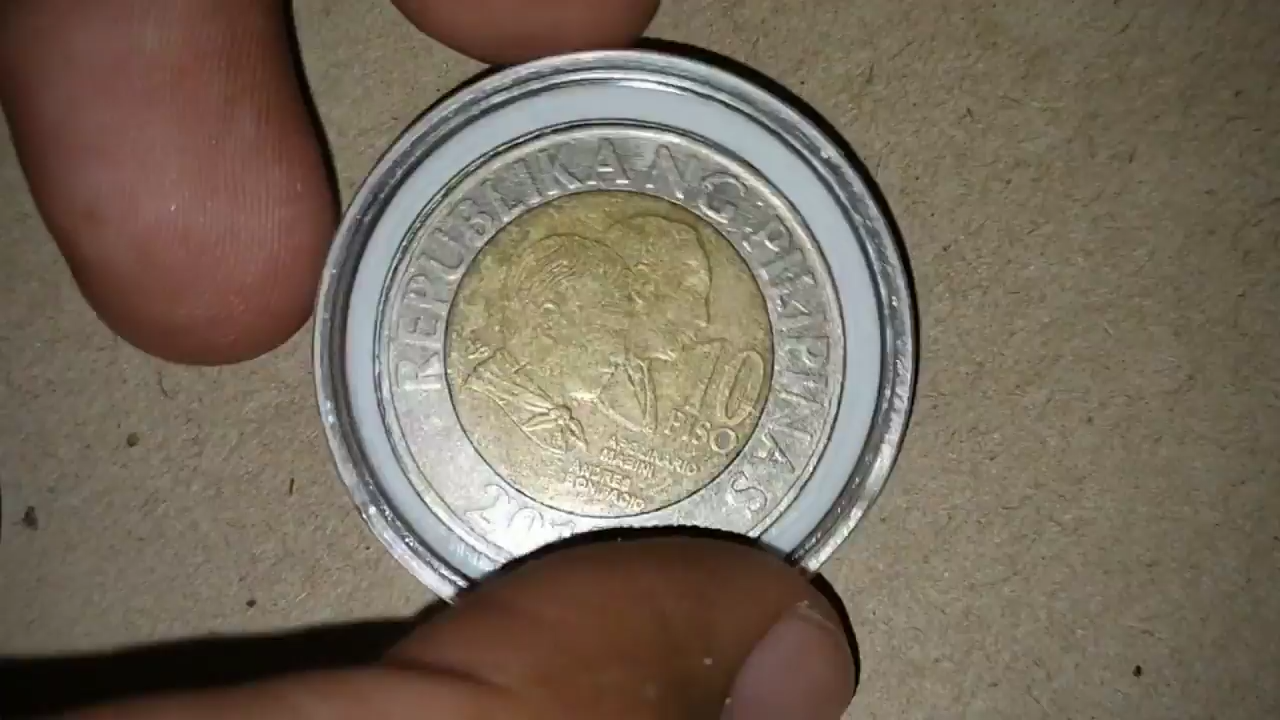 REPUBLIKA NG PILIPINAS
10
PISO
APOLINARIO
MABINI
ANDRES
BONIFACIO